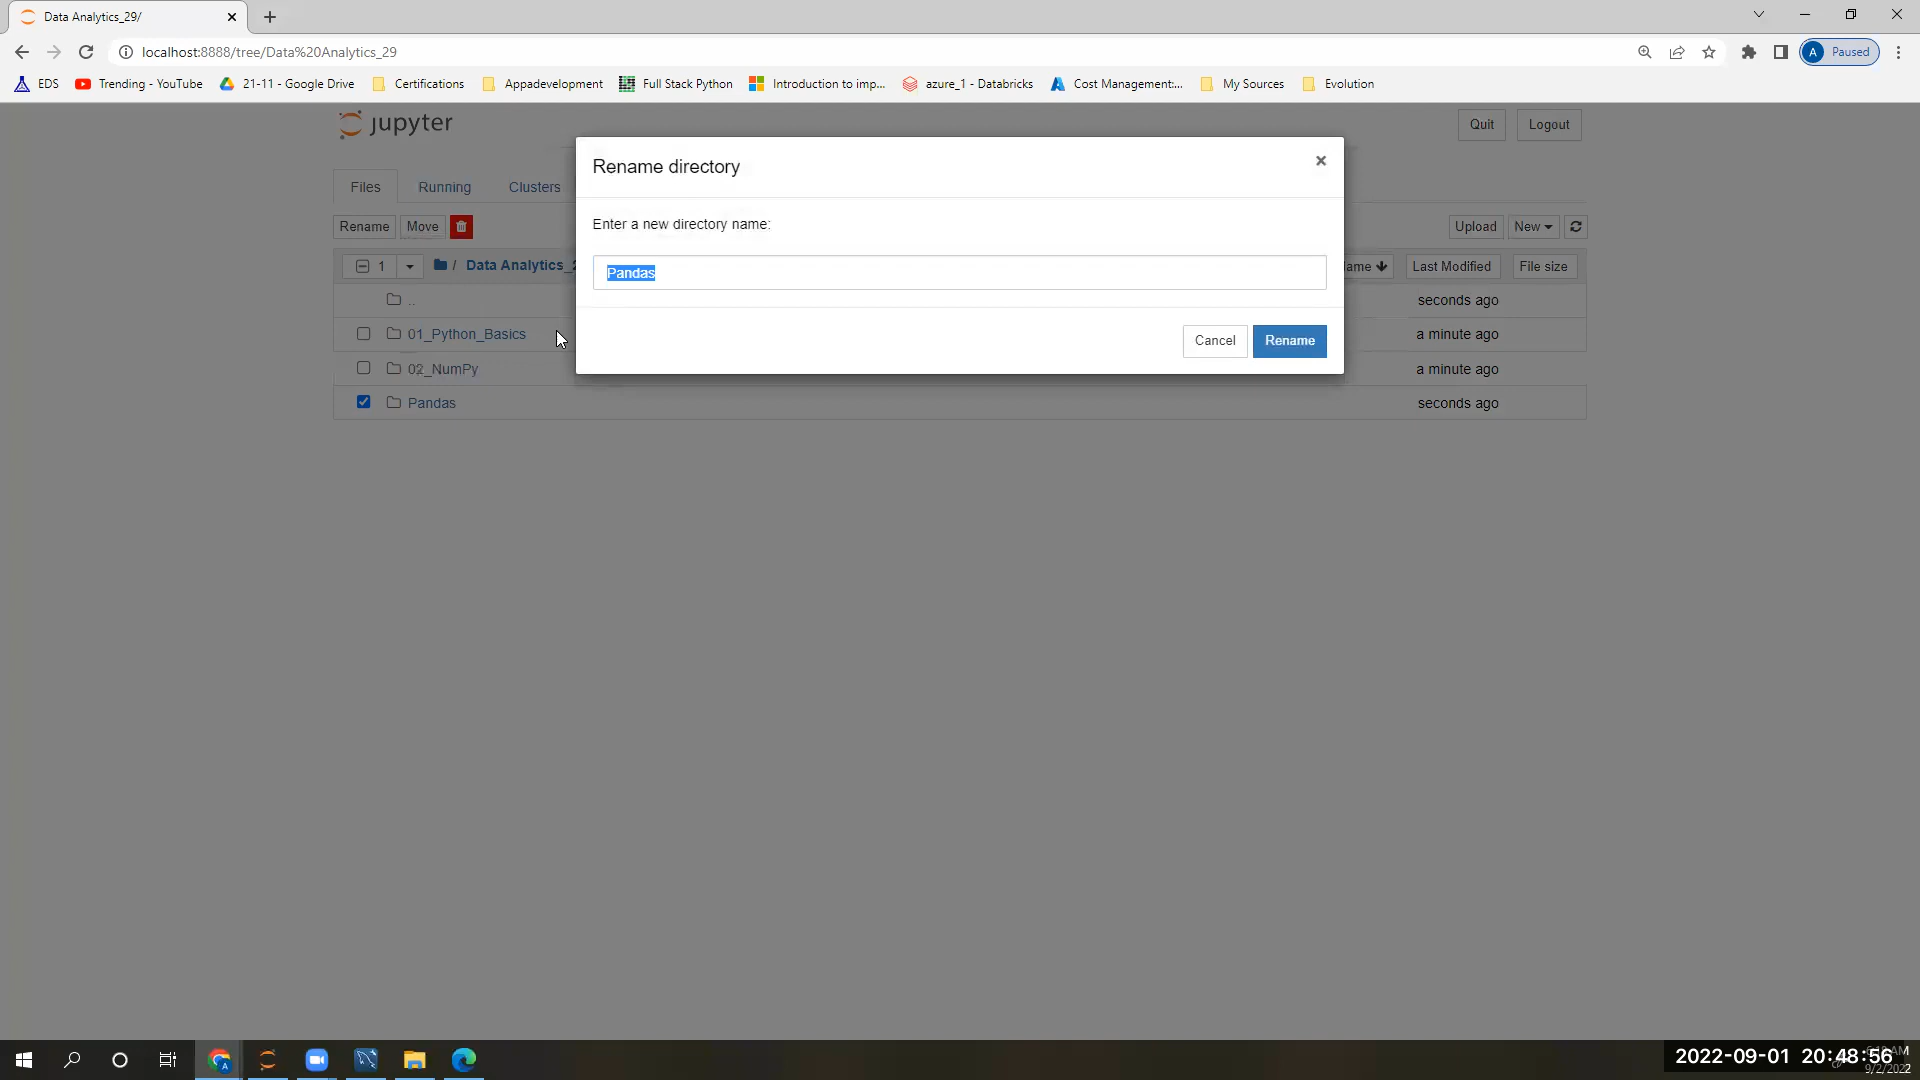 Data Analytics_29/
localhost:8888/tree/Data%20Analytics_29
A Paused
EDS Trending - YouTube 21-11 - Google Drive Certifications Appadevelopment Full Stack Python Introduction to imp... azure_1 - Databricks Cost Management:... My Sources Evolution
jupyter
Quit Logout
Rename directory
Files Running Clusters
Enter a new directory name:
Rename Move
Upload New
Pandas
1 / Data Analytics_2
Last Modified File size
.. seconds ago
01_Python_Basics a minute ago
Cancel Rename
02_NumPy a minute ago
Pandas seconds ago
2022-09-01 20:48:56